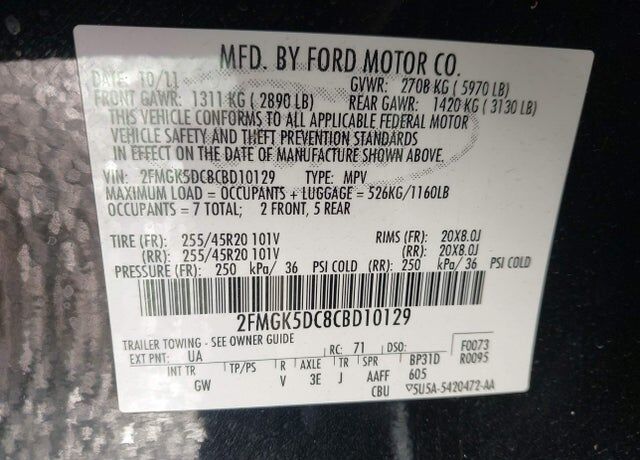 MFD. BY FORD MOTOR CO.
DATE: 10/11 GVWR: 2708 KG ( 5970 LB)
FRONT GAWR: 1311 KG ( 2890 LB) REAR GAWR: 1420 KG ( 3130 LB)
THIS VEHICLE CONFORMS TO ALL APPLICABLE FEDERAL MOTOR
VEHICLE SAFETY AND THEFT PREVENTION STANDARDS
IN EFFECT ON THE DATE OF MANUFACTURE SHOWN ABOVE.
VIN: 2FMGK5DC8CBD10129 TYPE: MPV
MAXIMUM LOAD = OCCUPANTS + LUGGAGE = 526KG/1160LB
OCCUPANTS = 7 TOTAL; 2 FRONT, 5 REAR
TIRE (FR): 255/45R20 101V RIMS (FR): 20X8.0J
(RR): 255/45R20 101V (RR): 20X8.0J
PRESSURE (FR): 250 kPa/ 36 PSI COLD (RR): 250 kPa/ 36 PSI COLD
2FMGK5DC8CBD10129
TRAILER TOWING - SEE OWNER GUIDE
EXT PNT: UA RC: 71 DSO: F0073
R0095
INT TR TP/PS R AXLE TR SPR BP31D
GW V 3E J AAFF 605
CBU ▽5U5A-5420472-AA